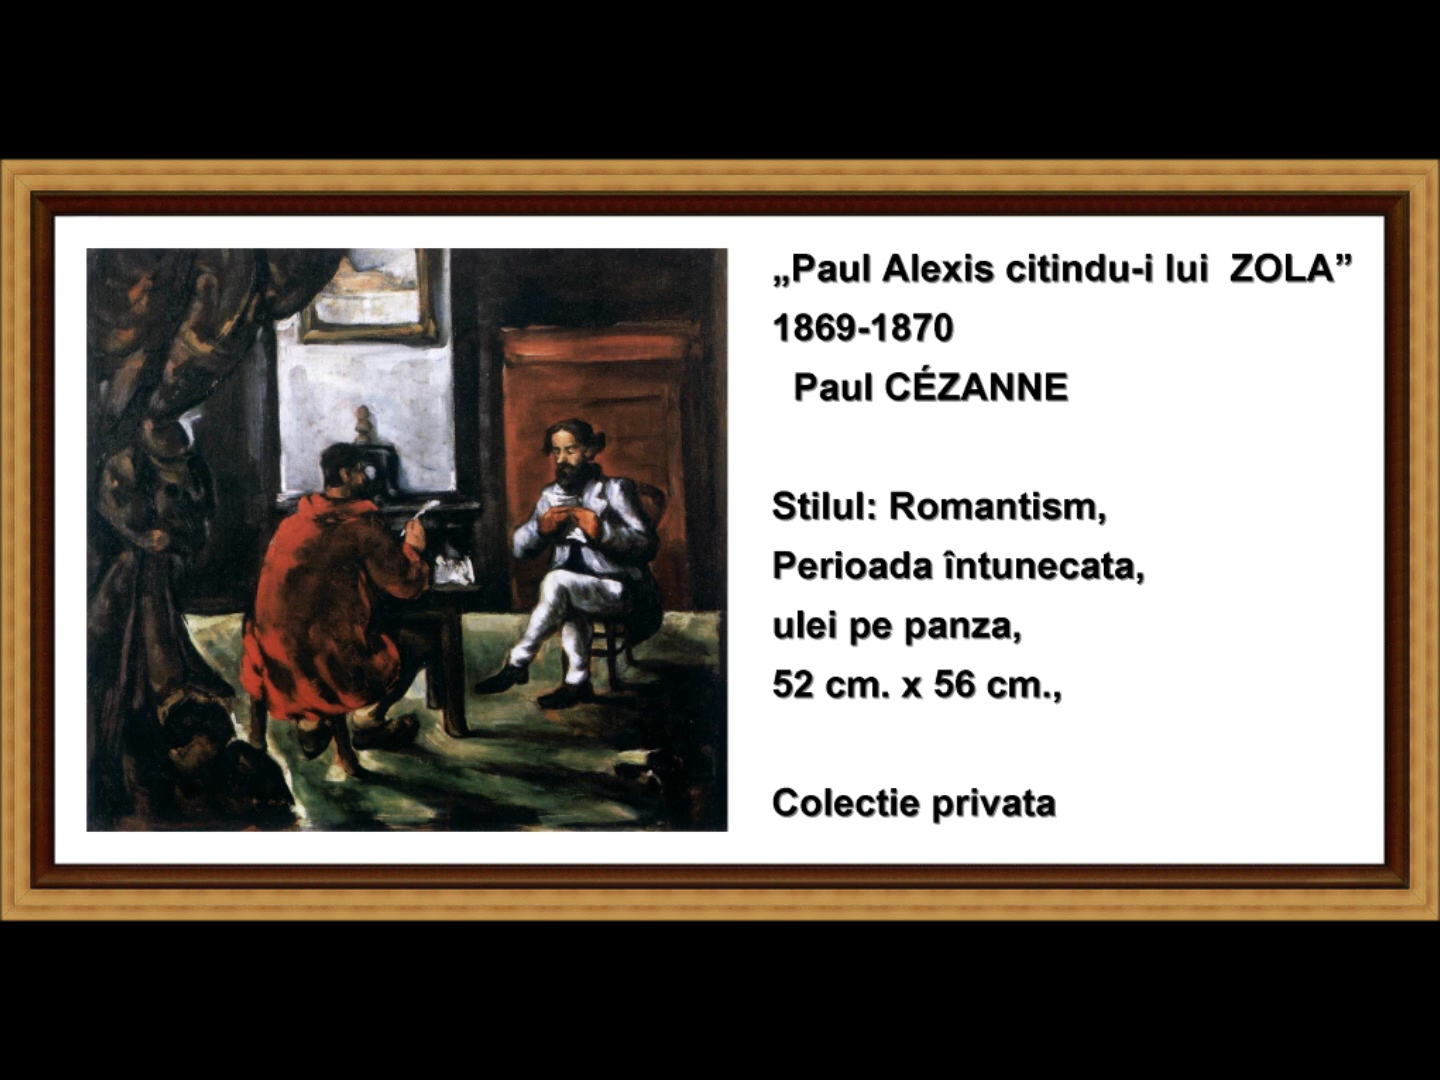 „Paul Alexis citindu-i lui ZOLA”
1869-1870
Paul CÉZANNE
Stilul: Romantism,
Perioada întunecata,
ulei pe panza,
52 cm. x 56 cm.,
Colectie privata